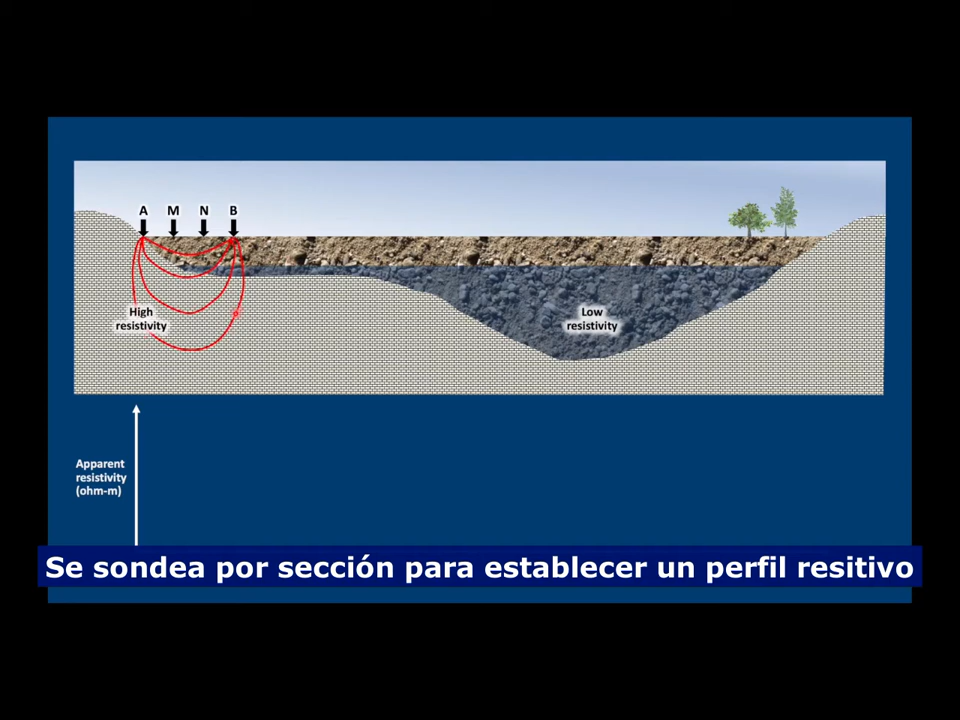 A M N B
High
resistivity
Low
resistivity
Apparent
resistivity
(ohm-m)
Se sondea por sección para establecer un perfil resitivo